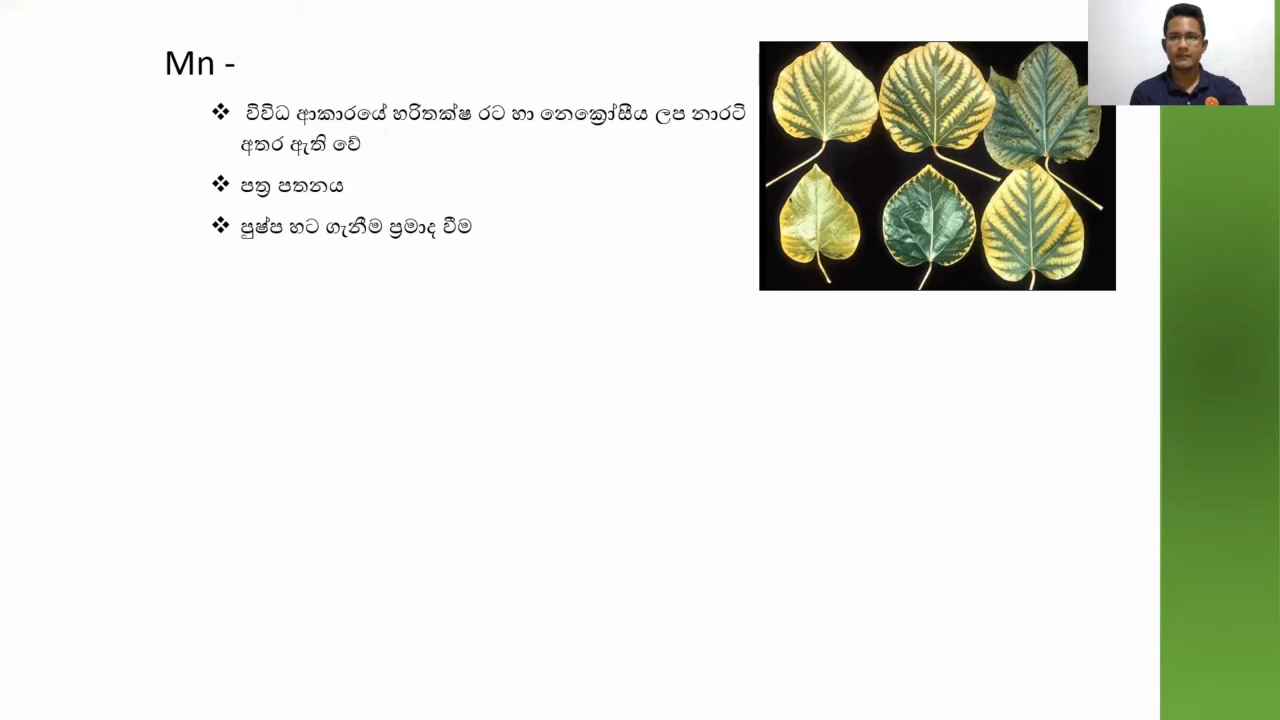 Mn -
❖ විවිධ ආකාරයේ හරිතක්ෂ රට හා නෙක්‍රෝසීය ලප නාරටි
අතර ඇති වේ
❖ පත්‍ර පතනය
❖ පුෂ්ප හට ගැනීම ප්‍රමාද වීම